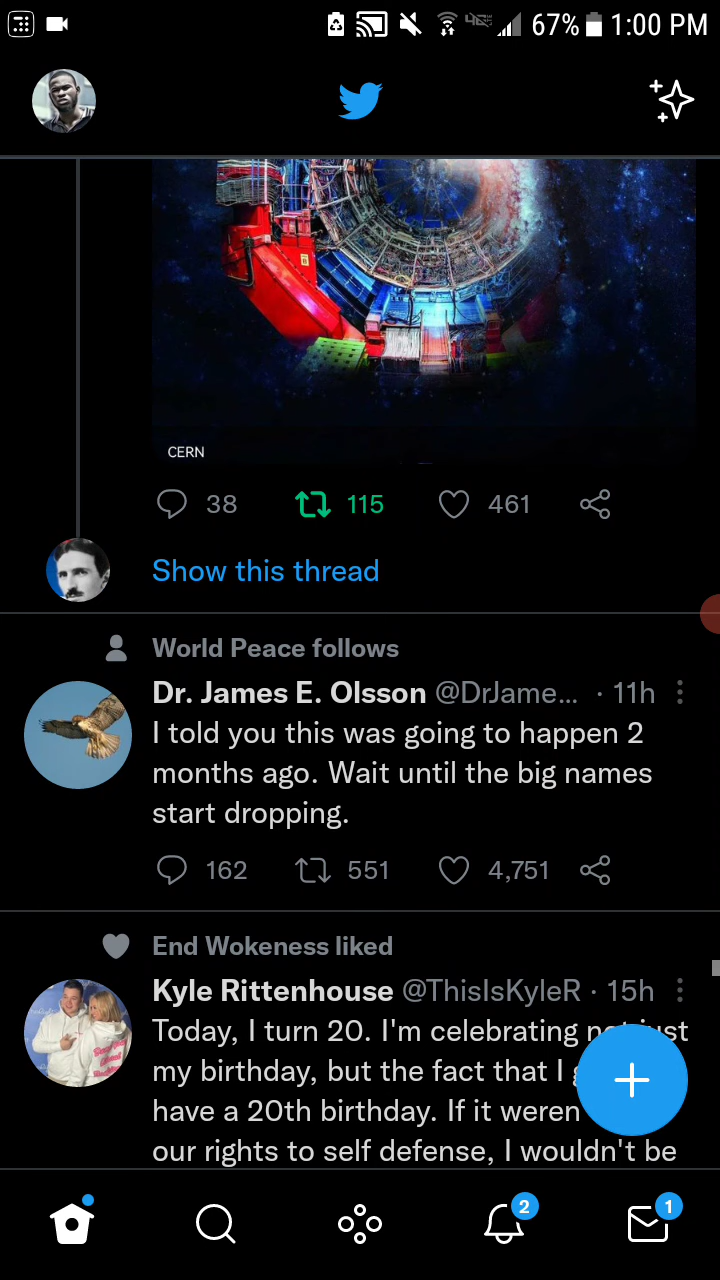 67% 1:00 PM
CERN
38 115 461
Show this thread
World Peace follows
Dr. James E. Olsson @DrJame... · 11h
I told you this was going to happen 2
months ago. Wait until the big names
start dropping.
162 551 4,751
End Wokeness liked
Kyle Rittenhouse @ThisIsKyleR · 15h
Today, I turn 20. I'm celebrating
my birthday, but the fact that I
have a 20th birthday. If it weren
our rights to self defense, I wouldn't be
2 1